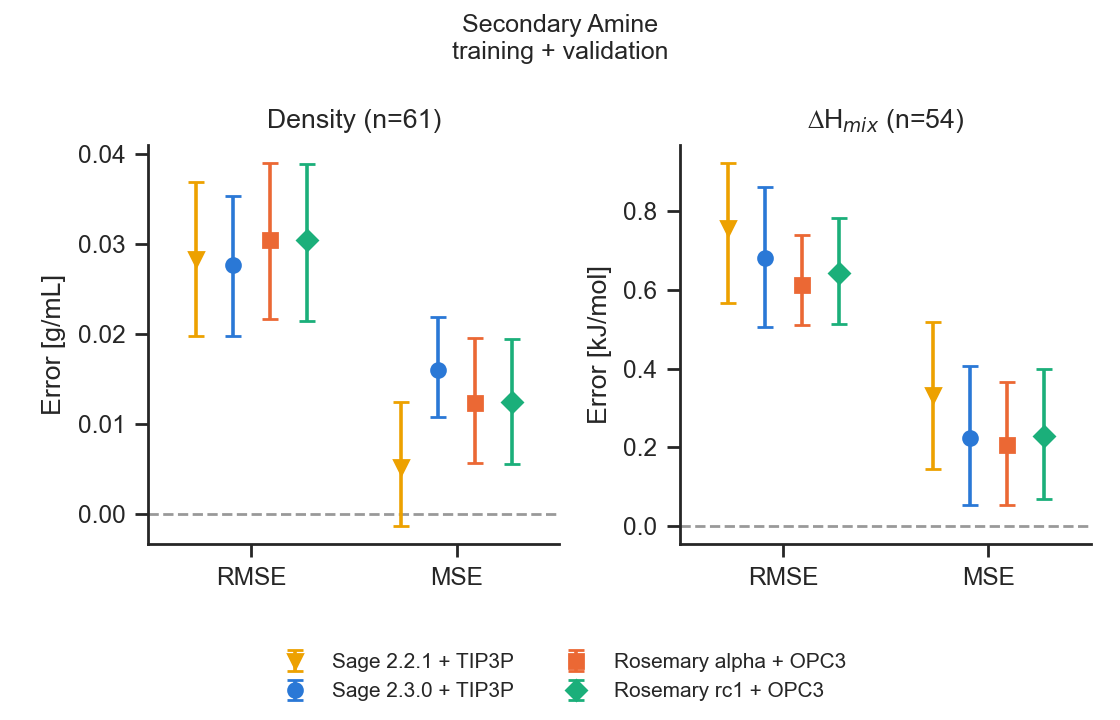 Secondary Amine
training + validation
Density (n=61)
ΔH_mix (n=54)
Error [g/mL]
0.04
0.03
0.02
0.01
0.00
RMSE
MSE
Error [kJ/mol]
0.8
0.6
0.4
0.2
0.0
RMSE
MSE
Sage 2.2.1 + TIP3P
Sage 2.3.0 + TIP3P
Rosemary alpha + OPC3
Rosemary rc1 + OPC3